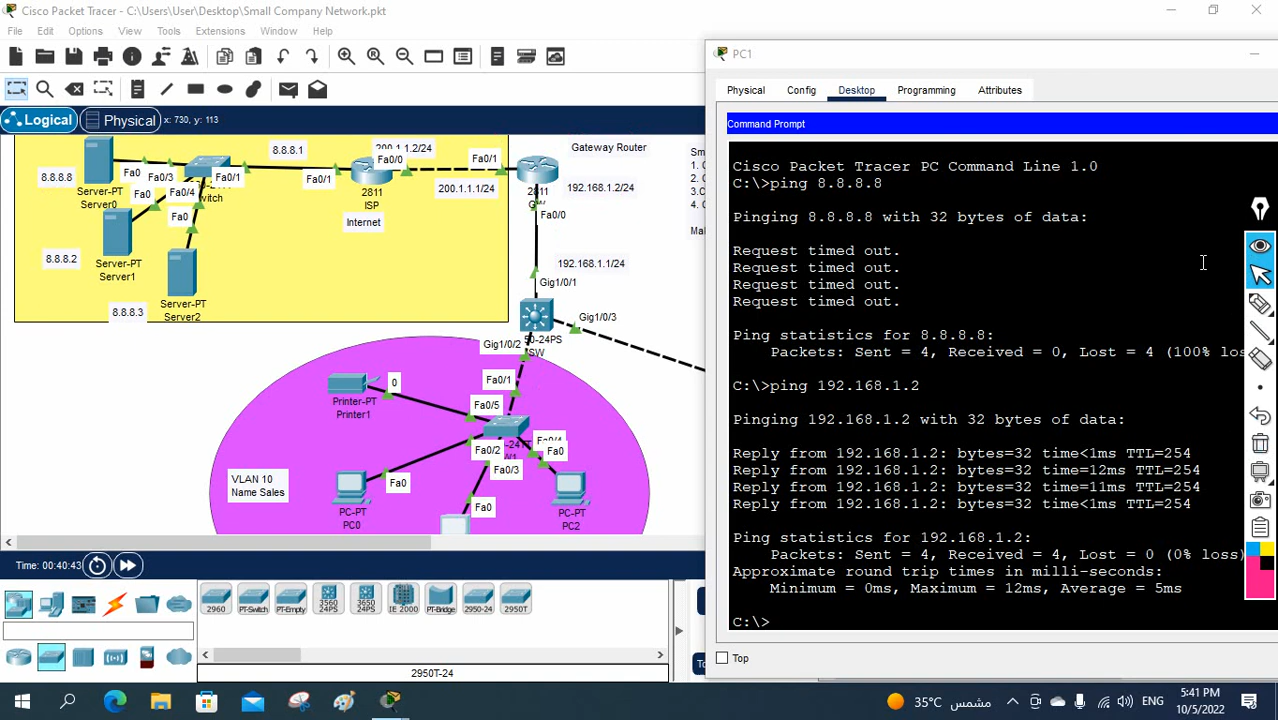 Cisco Packet Tracer - C:\Users\User\Desktop\Small Company Network.pkt
File Edit Options View Tools Extensions Window Help
Logical
Physical x: 730, y: 113
8.8.8.8
Server-PT
Server0
Fa0
Fa0/3
Fa0
Fa0/4
Fa0/1
Fa0
8.8.8.1
Fa0/1
200.1.1.2/24
Fa0/0
2811
ISP
Internet
200.1.1.1/24
Fa0/1
2811
Gateway Router
192.168.1.2/24
Fa0/0
8.8.8.2
Server-PT
Server1
8.8.8.3
Server-PT
Server2
192.168.1.1/24
Gig1/0/1
Gig1/0/3
Gig1/0/2
SW
Fa0/1
0
Printer-PT
Printer1
Fa0/5
Fa0/2
Fa0/3
Fa0/4
Fa0
VLAN 10
Name Sales
Fa0
PC-PT
PC0
Fa0
PC-PT
PC2
Time: 00:40:43
2960
PT-Switch
PT-Empty
3560
24PS
3650
24PS
IE 2000
PT-Bridge
2950-24
2950T
2950T-24
PC1
Physical Config Desktop Programming Attributes
Command Prompt
Cisco Packet Tracer PC Command Line 1.0
C:\>ping 8.8.8.8
Pinging 8.8.8.8 with 32 bytes of data:
Request timed out.
Request timed out.
Request timed out.
Request timed out.
Ping statistics for 8.8.8.8:
Packets: Sent = 4, Received = 0, Lost = 4 (100% los
C:\>ping 192.168.1.2
Pinging 192.168.1.2 with 32 bytes of data:
Reply from 192.168.1.2: bytes=32 time<1ms TTL=254
Reply from 192.168.1.2: bytes=32 time=12ms TTL=254
Reply from 192.168.1.2: bytes=32 time=11ms TTL=254
Reply from 192.168.1.2: bytes=32 time<1ms TTL=254
Ping statistics for 192.168.1.2:
Packets: Sent = 4, Received = 4, Lost = 0 (0% loss)
Approximate round trip times in milli-seconds:
Minimum = 0ms, Maximum = 12ms, Average = 5ms
C:\>
Top
35°C مشمس
ENG
5:41 PM
10/5/2022